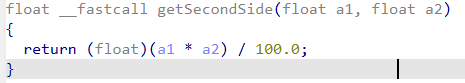 float __fastcall getSecondSide(float a1, float a2)
{
  return (float)(a1 * a2) / 100.0;
}